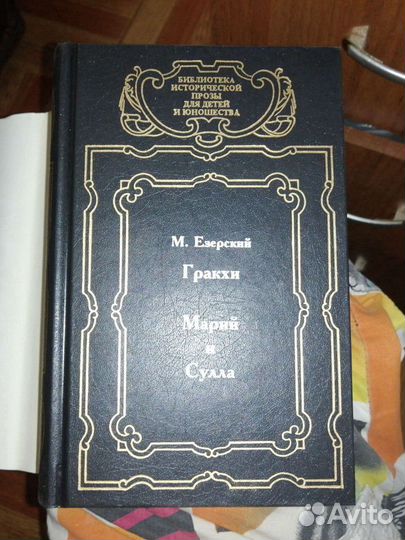 БИБЛИОТЕКА
ИСТОРИЧЕСКОЙ
ПРОЗЫ
ДЛЯ ДЕТЕЙ
И ЮНОШЕСТВА
М. Езерский
Гракхи
Марий
и
Сулла
Avito